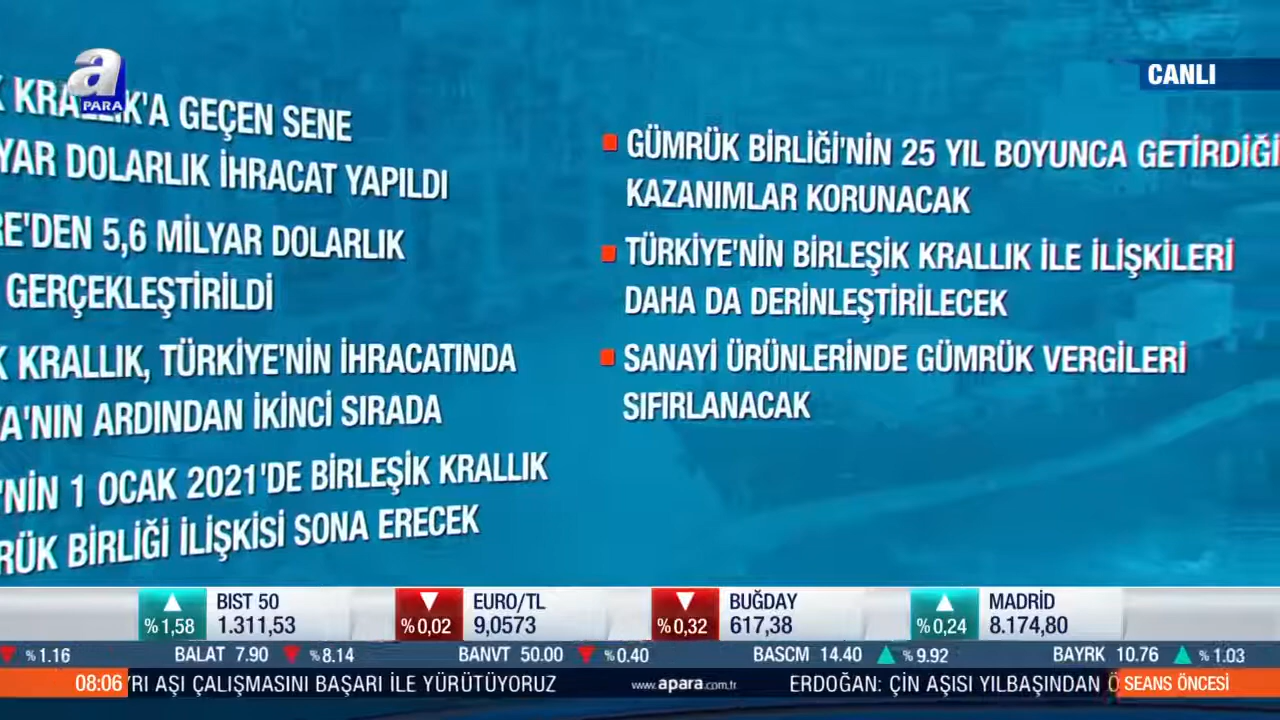 a
PARA
CANLI
KRALLIK'A GEÇEN SENE
YAR DOLARLIK İHRACAT YAPILDI
RE'DEN 5,6 MİLYAR DOLARLIK
GERÇEKLEŞTİRİLDİ
K KRALLIK, TÜRKİYE'NİN İHRACATINDA
YA'NIN ARDINDAN İKİNCİ SIRADA
'NİN 1 OCAK 2021'DE BİRLEŞİK KRALLIK
RÜK BİRLİĞİ İLİŞKİSİ SONA ERECEK
GÜMRÜK BİRLİĞİ'NİN 25 YIL BOYUNCA GETİRDİĞİ
KAZANIMLAR KORUNACAK
TÜRKİYE'NİN BİRLEŞİK KRALLIK İLE İLİŞKİLERİ
DAHA DA DERİNLEŞTİRİLECEK
SANAYİ ÜRÜNLERİNDE GÜMRÜK VERGİLERİ
SIFIRLANACAK
%1,58 BIST 50 1.311,53
%0,02 EURO/TL 9,0573
%0,32 BUĞDAY 617,38
%0,24 MADRİD 8.174,80
%1.16 BALAT 7.90 %8.14 BANVT 50.00 %0.40 BASCM 14.40 %9.92 BAYRK 10.76 %1.03
08:06 YRI AŞI ÇALIŞMASINI BAŞARI İLE YÜRÜTÜYORUZ www.apara.com.tr ERDOĞAN: ÇİN AŞISI YILBAŞINDAN Ö SEANS ÖNCESİ